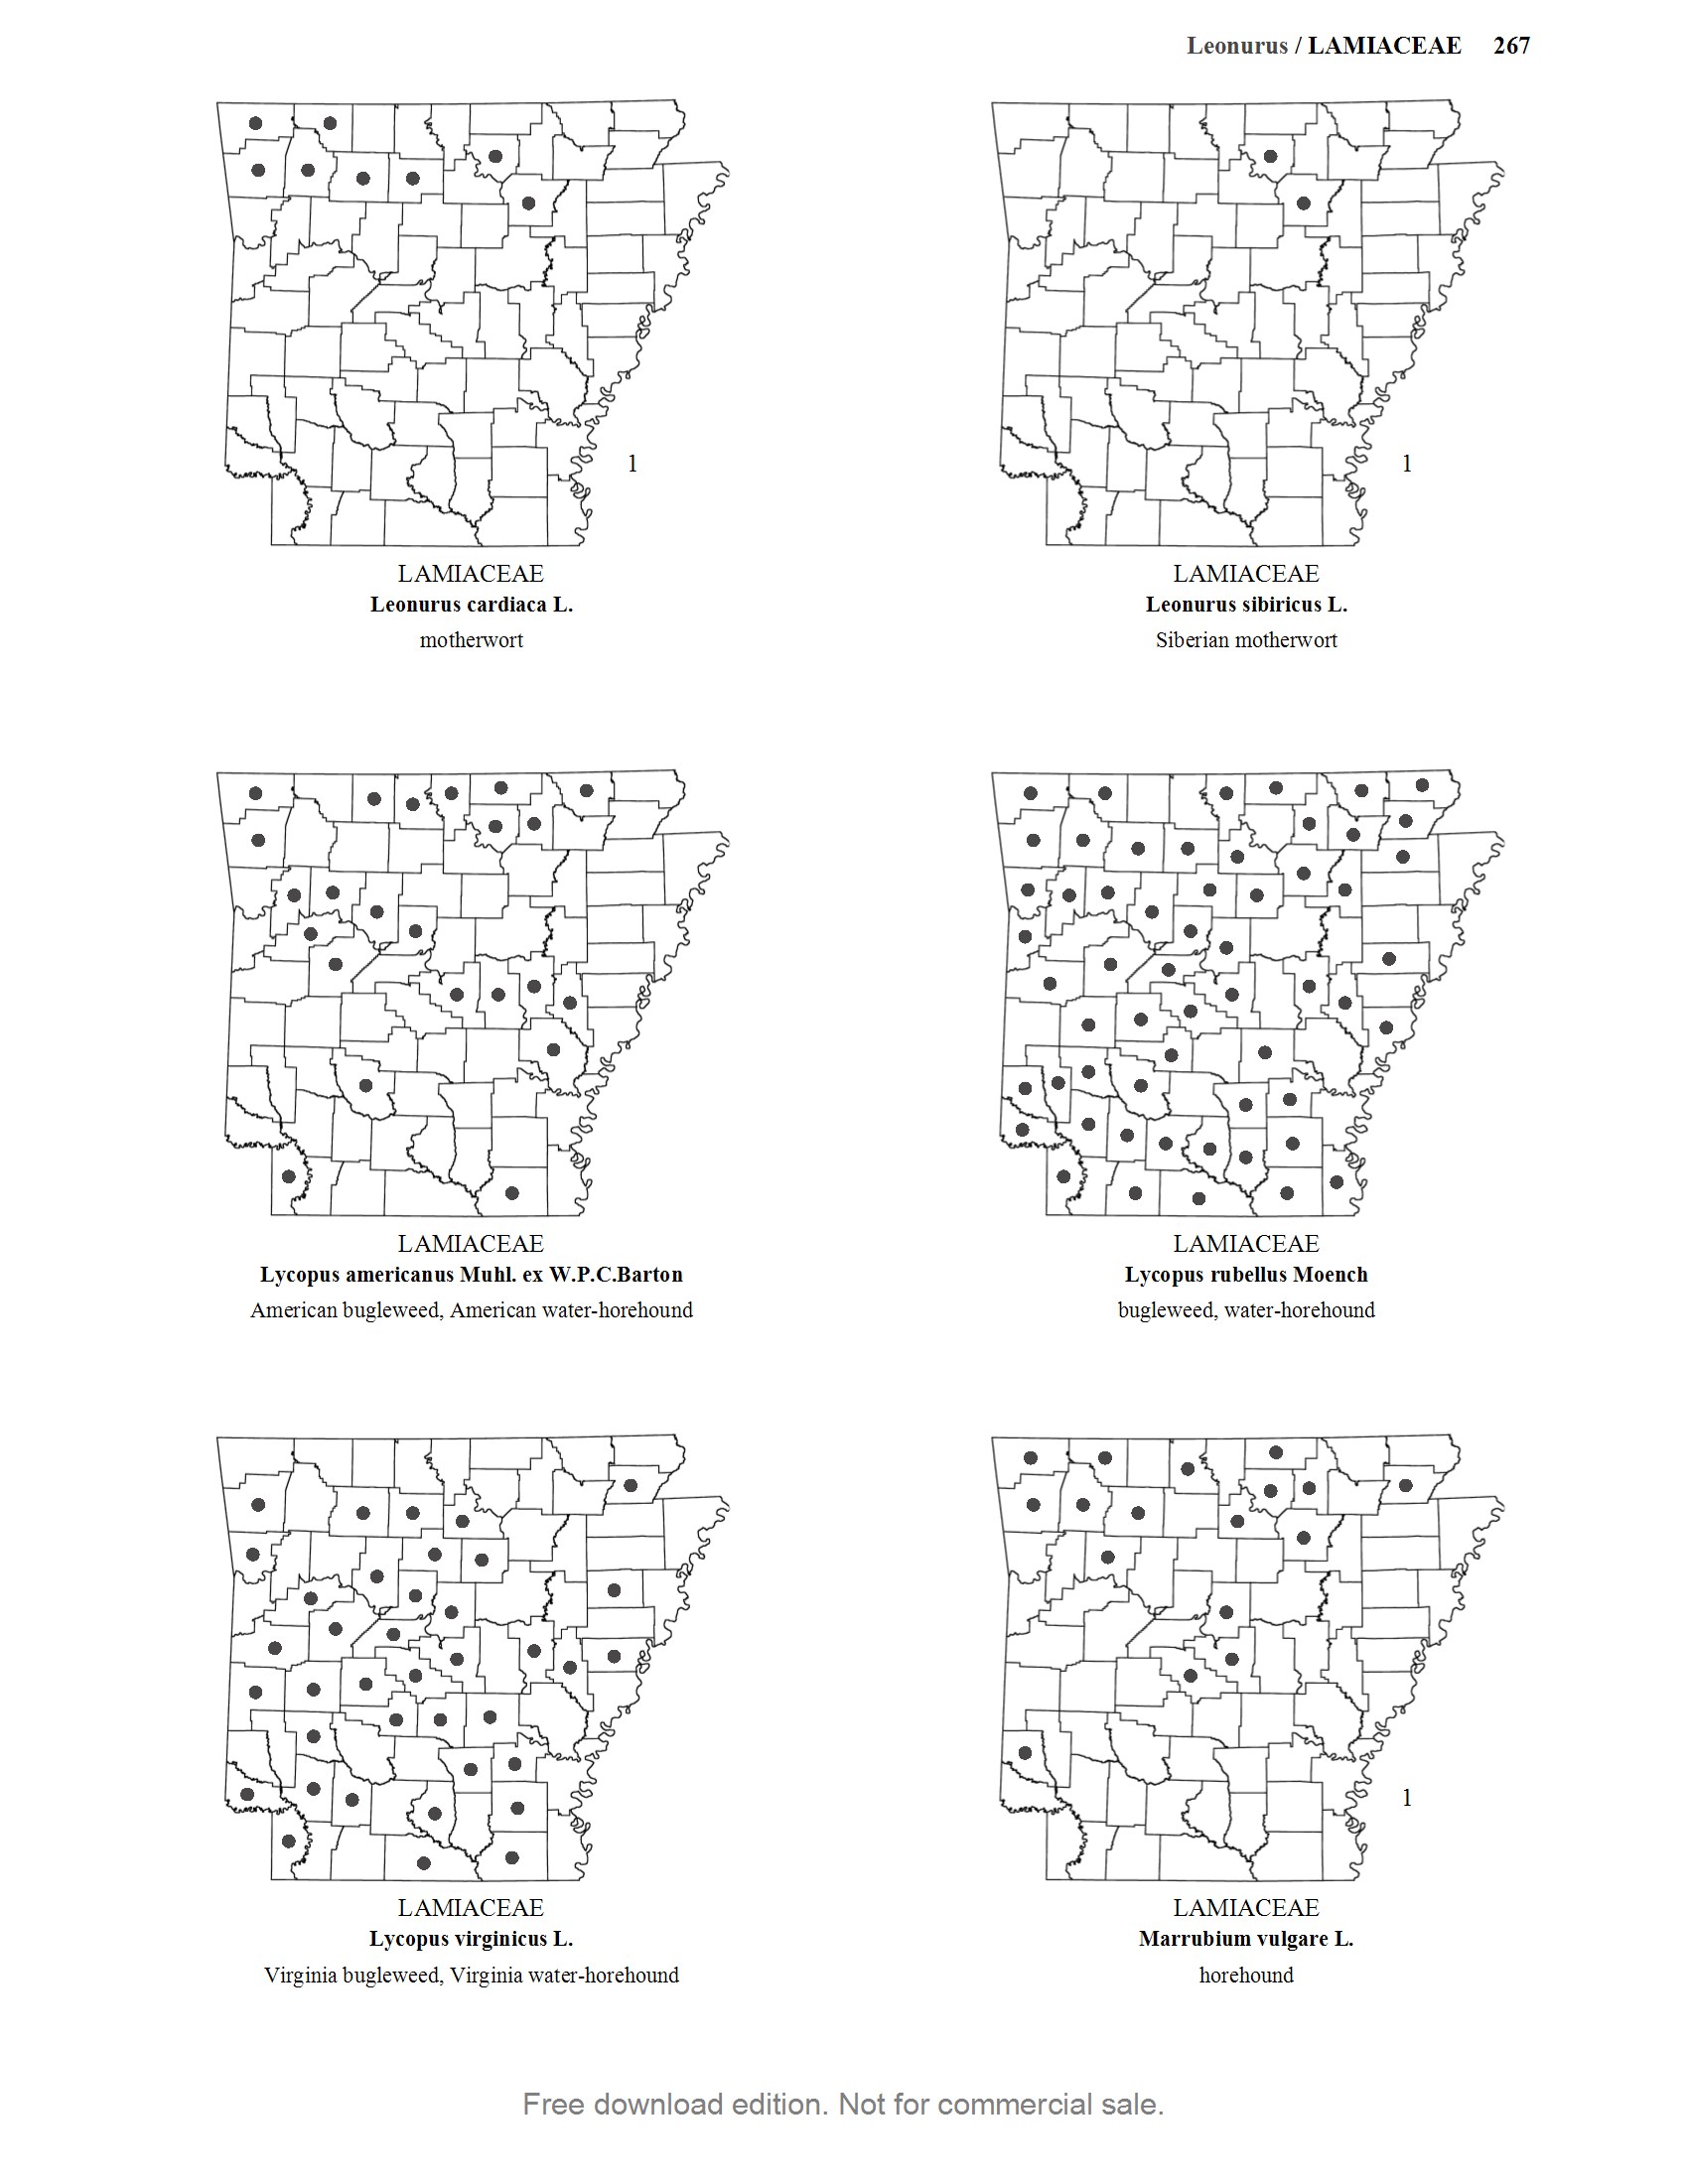 Leonurus / LAMIACEAE 267
1
LAMIACEAE
Leonurus cardiaca L.
motherwort
1
LAMIACEAE
Leonurus sibiricus L.
Siberian motherwort
LAMIACEAE
Lycopus americanus Muhl. ex W.P.C.Barton
American bugleweed, American water-horehound
LAMIACEAE
Lycopus rubellus Moench
bugleweed, water-horehound
LAMIACEAE
Lycopus virginicus L.
Virginia bugleweed, Virginia water-horehound
1
LAMIACEAE
Marrubium vulgare L.
horehound
Free download edition. Not for commercial sale.